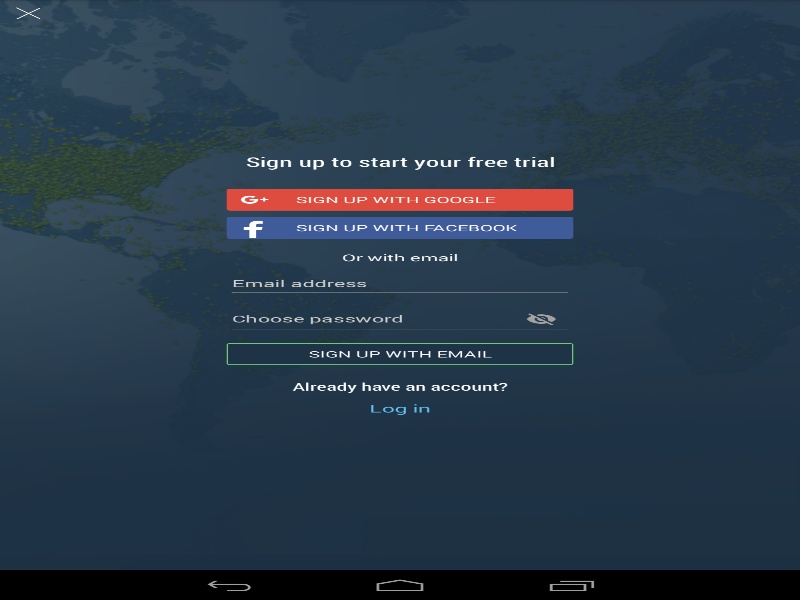 Sign up to start your free trial
G+ SIGN UP WITH GOOGLE
f SIGN UP WITH FACEBOOK
Or with email
Email address
Choose password
SIGN UP WITH EMAIL
Already have an account?
Log in